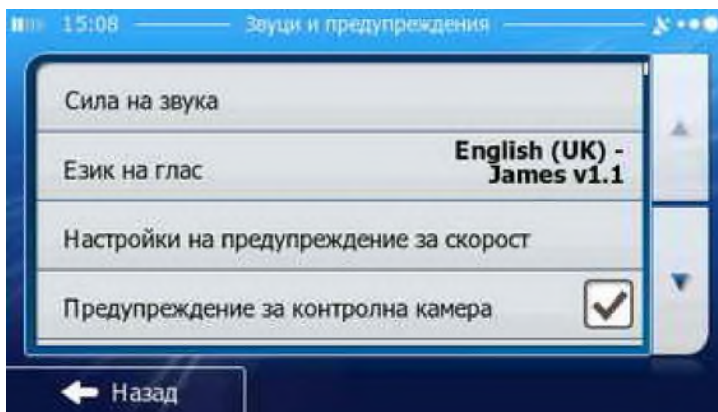 15:08 Звуци и предупреждения
Сила на звука
Език на глас
English (UK) -
James v1.1
Настройки на предупреждение за скорост
Предупреждение за контролна камера
Назад